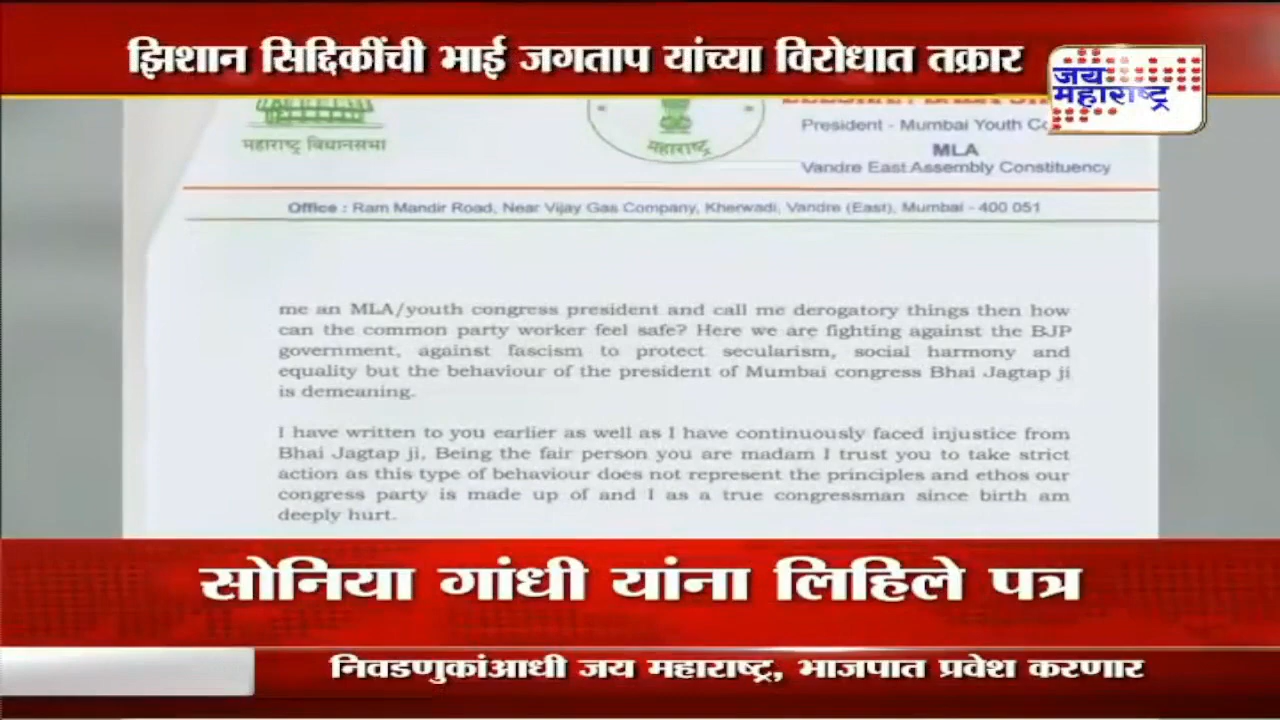 झिशान सिद्दिकींची भाई जगताप यांच्या विरोधात तक्रार
जय
महाराष्ट्र
महाराष्ट्र विधानसभा
महाराष्ट्र
President - Mumbai Youth
MLA
Vandre East Assembly Constituency
Office : Ram Mandir Road, Near Vijay Gas Company, Kherwadi, Vandre (East), Mumbai - 400 051
me an MLA/youth congress president and call me derogatory things then how
can the common party worker feel safe? Here we are fighting against the BJP
government, against fascism to protect secularism, social harmony and
equality but the behaviour of the president of Mumbai congress Bhai Jagtap ji
is demeaning.
I have written to you earlier as well as I have continuously faced injustice from
Bhai Jagtap ji, Being the fair person you are madam I trust you to take strict
action as this type of behaviour does not represent the principles and ethos our
congress party is made up of and I as a true congressman since birth am
deeply hurt.
सोनिया गांधी यांना लिहिले पत्र
निवडणुकांआधी जय महाराष्ट्र, भाजपात प्रवेश करणार